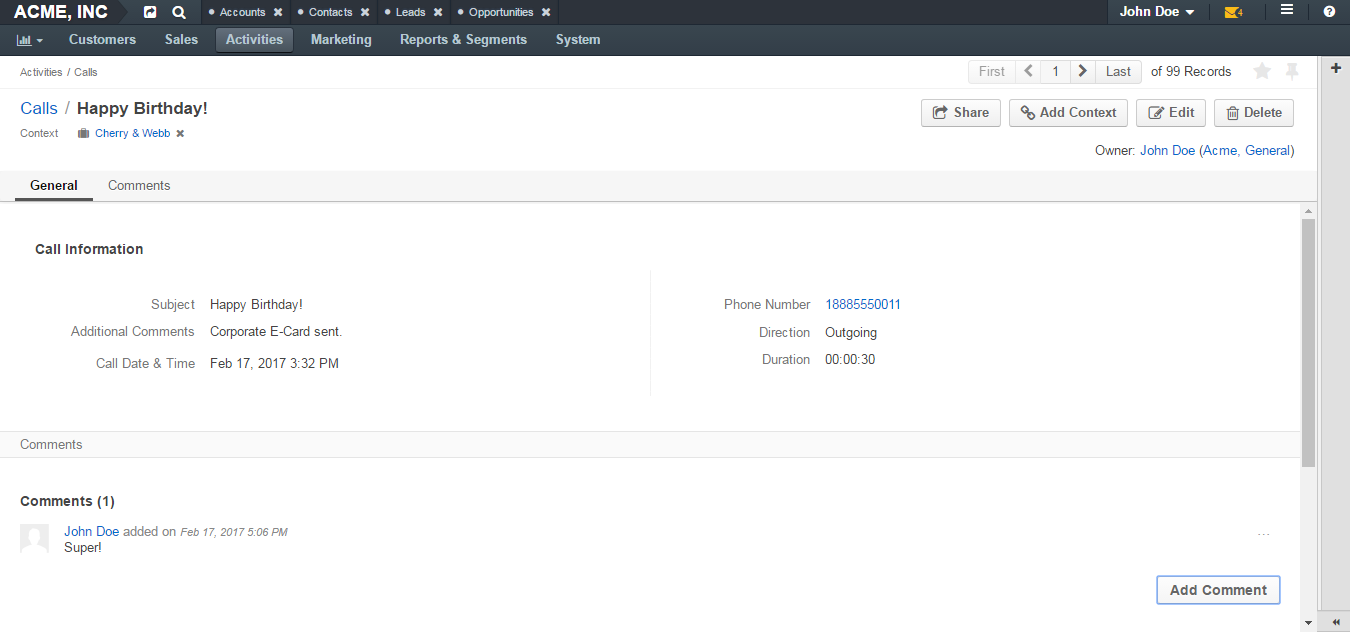 ACME, INC Accounts Contacts Leads Opportunities John Doe 4
Customers Sales Activities Marketing Reports & Segments System
Activities / Calls First 1 Last of 99 Records
Calls / Happy Birthday! Share Add Context Edit Delete
Context Cherry & Webb
Owner: John Doe (Acme, General)
General Comments
Call Information
Subject Happy Birthday! Phone Number 18885550011
Additional Comments Corporate E-Card sent. Direction Outgoing
Call Date & Time Feb 17, 2017 3:32 PM Duration 00:00:30
Comments
Comments (1)
John Doe added on Feb 17, 2017 5:06 PM ...
Super!
Add Comment